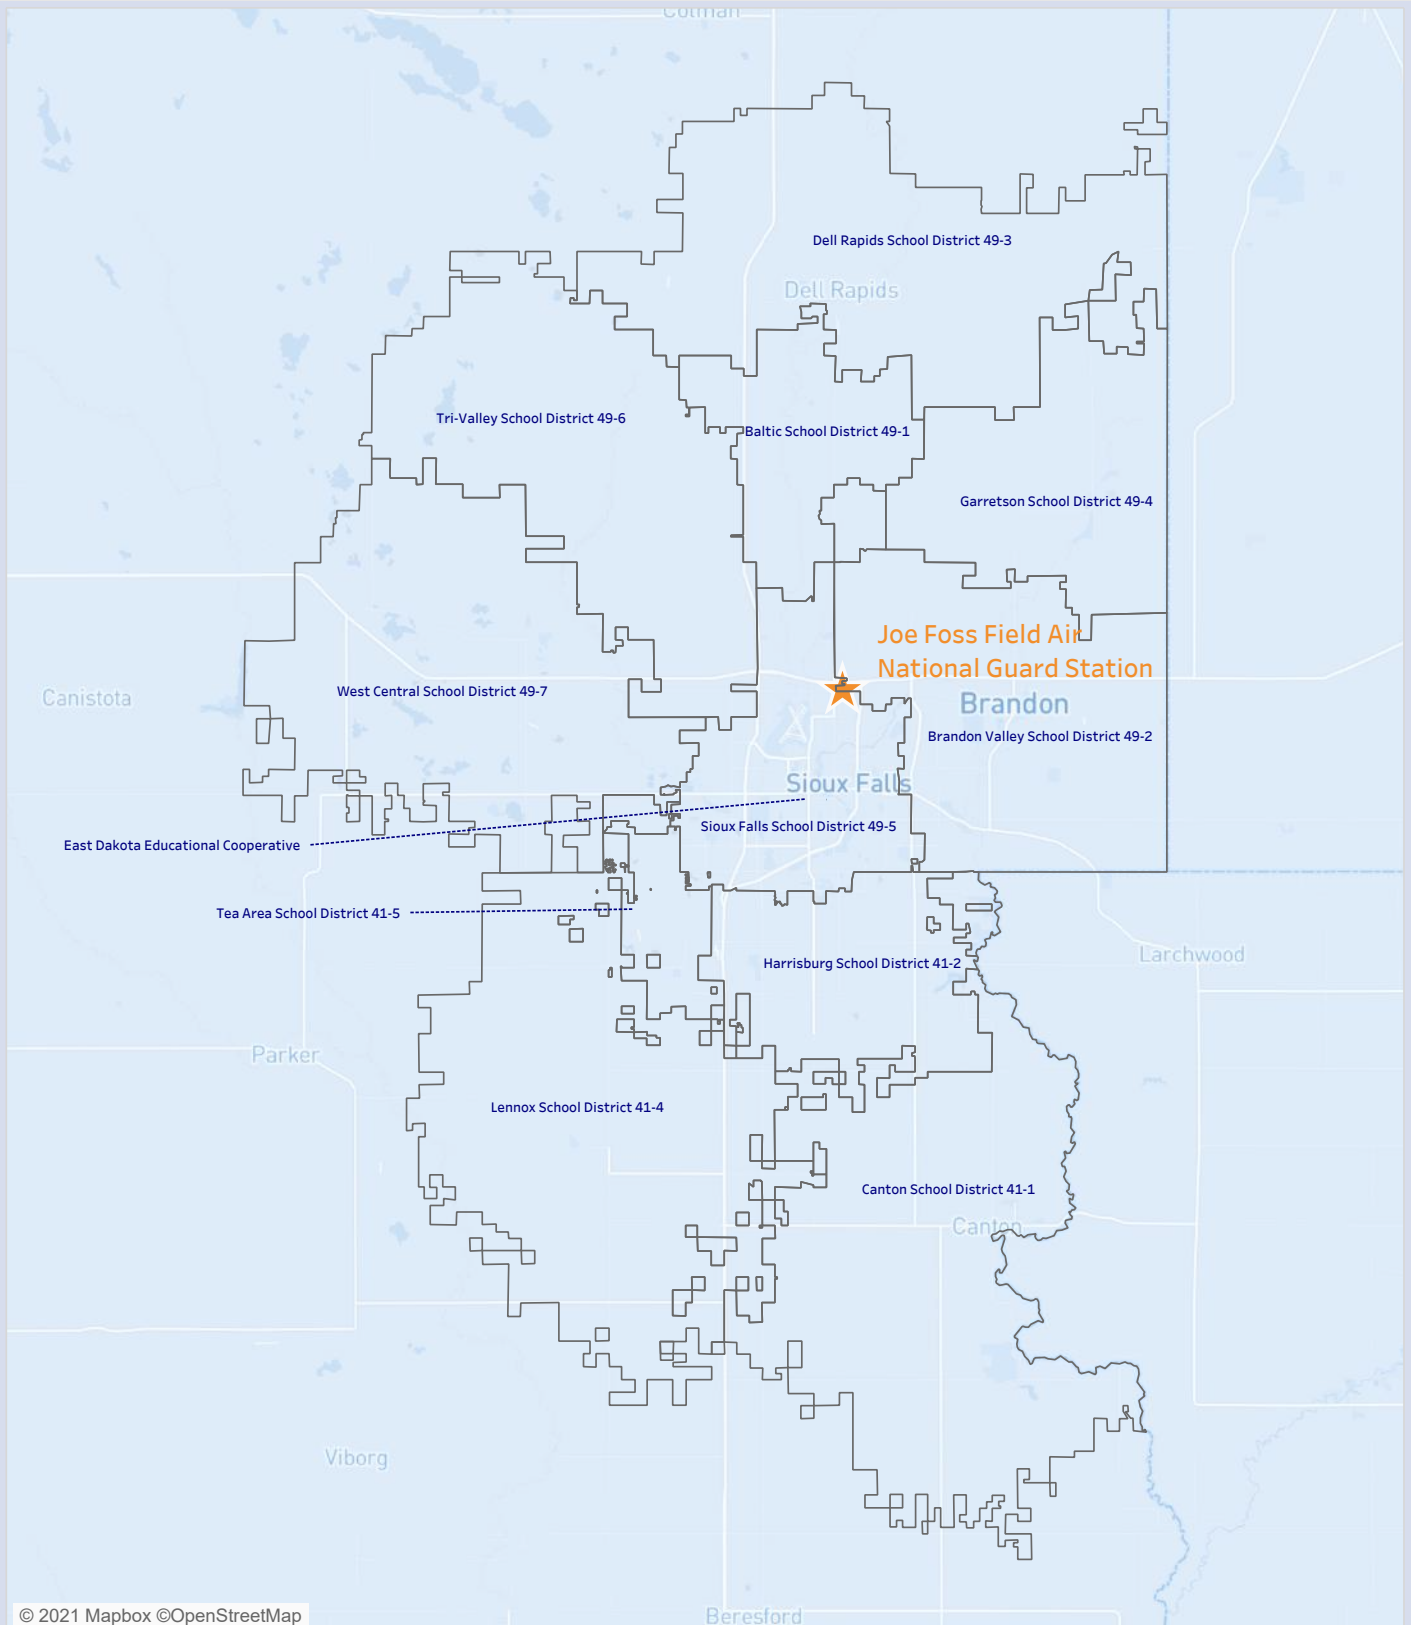 Colman
Dell Rapids School District 49-3
Dell Rapids
Tri-Valley School District 49-6
Baltic School District 49-1
Garretson School District 49-4
Joe Foss Field Air
National Guard Station
West Central School District 49-7
Canistota
Brandon
Brandon Valley School District 49-2
Sioux Falls
Sioux Falls School District 49-5
East Dakota Educational Cooperative
Tea Area School District 41-5
Harrisburg School District 41-2
Larchwood
Parker
Lennox School District 41-4
Canton School District 41-1
Canton
Viborg
© 2021 Mapbox ©OpenStreetMap
Beresford